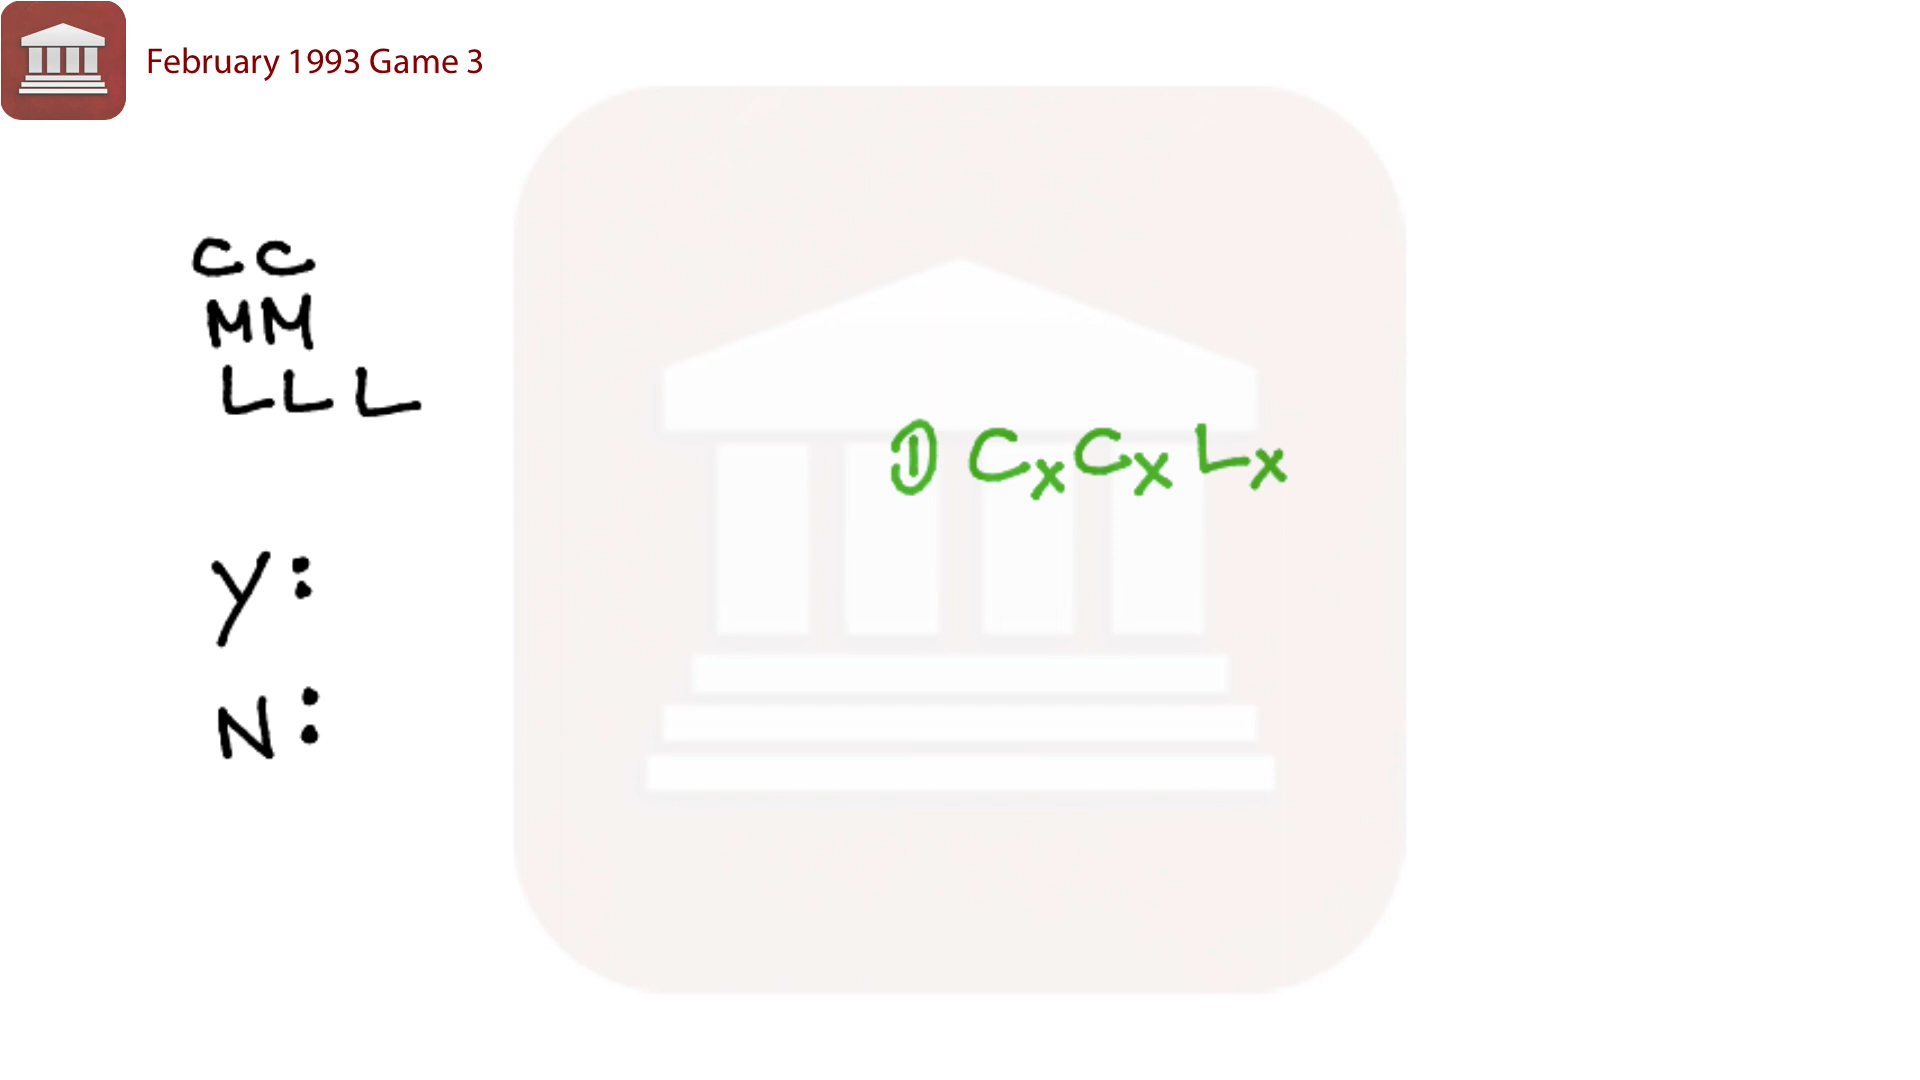 February 1993 Game 3
CC
MM
LLL
① CxCxLx
Y:
N: